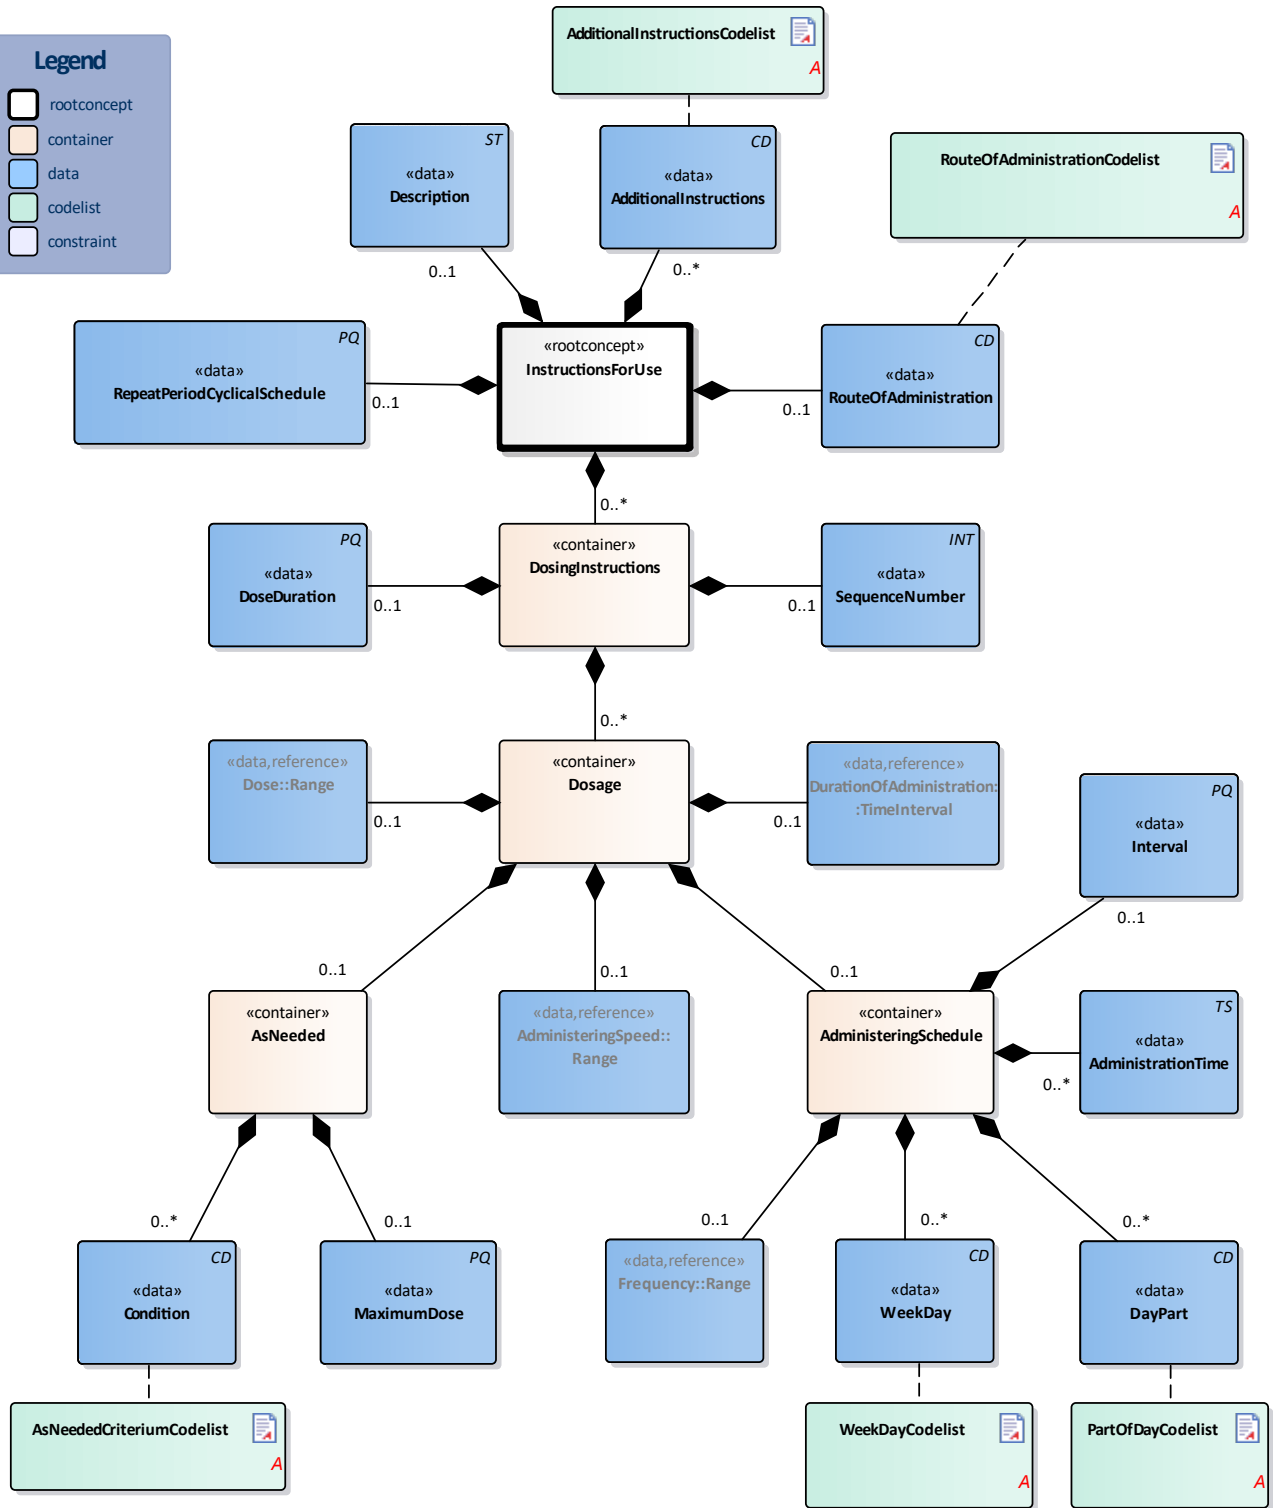 Legend
rootconcept
container
data
codelist
constraint
AdditionalInstructionsCodelist
A
ST
«data»
Description
CD
«data»
AdditionalInstructions
RouteOfAdministrationCodelist
A
0..1
0..*
PQ
«data»
RepeatPeriodCyclicalSchedule
0..1
«rootconcept»
InstructionsForUse
CD
«data»
RouteOfAdministration
0..1
0..*
PQ
«data»
DoseDuration
0..1
«container»
DosingInstructions
INT
«data»
SequenceNumber
0..1
0..*
«data,reference»
Dose::Range
0..1
«container»
Dosage
«data,reference»
DurationOfAdministration:
:TimeInterval
0..1
PQ
«data»
Interval
0..1
0..1
0..1
0..1
«container»
AsNeeded
«data,reference»
AdministeringSpeed::
Range
«container»
AdministeringSchedule
TS
«data»
AdministrationTime
0..*
0..*
0..1
0..1
0..*
0..*
CD
«data»
Condition
PQ
«data»
MaximumDose
«data,reference»
Frequency::Range
CD
«data»
WeekDay
CD
«data»
DayPart
AsNeededCriteriumCodelist
A
WeekDayCodelist
A
PartOfDayCodelist
A